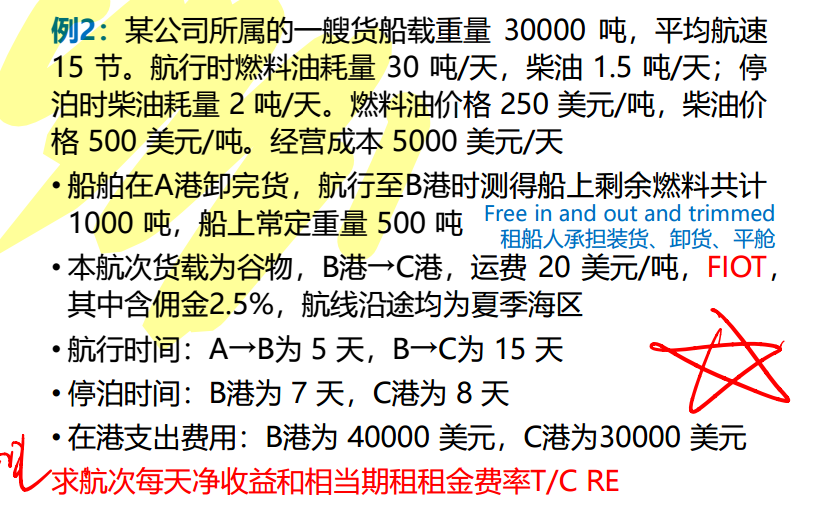 例2：某公司所属的一艘货船载重量 30000 吨，平均航速
15 节。航行时燃料油耗量 30 吨/天，柴油 1.5 吨/天；停
泊时柴油耗量 2 吨/天。燃料油价格 250 美元/吨，柴油价
格 500 美元/吨。经营成本 5000 美元/天
• 船舶在A港卸完货，航行至B港时测得船上剩余燃料共计
1000 吨，船上常定重量 500 吨
Free in and out and trimmed
租船人承担装货、卸货、平舱
• 本航次货载为谷物，B港→C港，运费 20 美元/吨，FIOT，
其中含佣金2.5%，航线沿途均为夏季海区
• 航行时间：A→B为 5 天，B→C为 15 天
• 停泊时间：B港为 7 天，C港为 8 天
• 在港支出费用：B港为 40000 美元，C港为30000 美元
求航次每天净收益和相当期租租金费率T/C RE